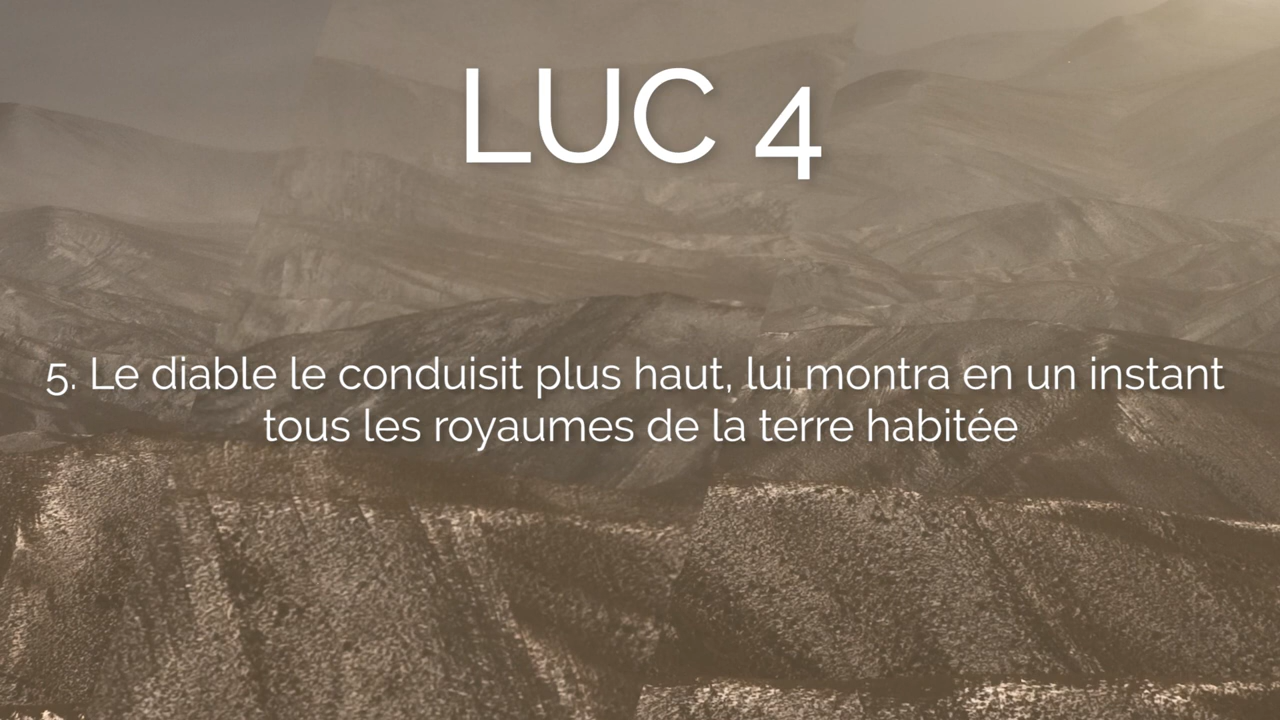 LUC 4
5. Le diable le conduisit plus haut, lui montra en un instant
tous les royaumes de la terre habitée